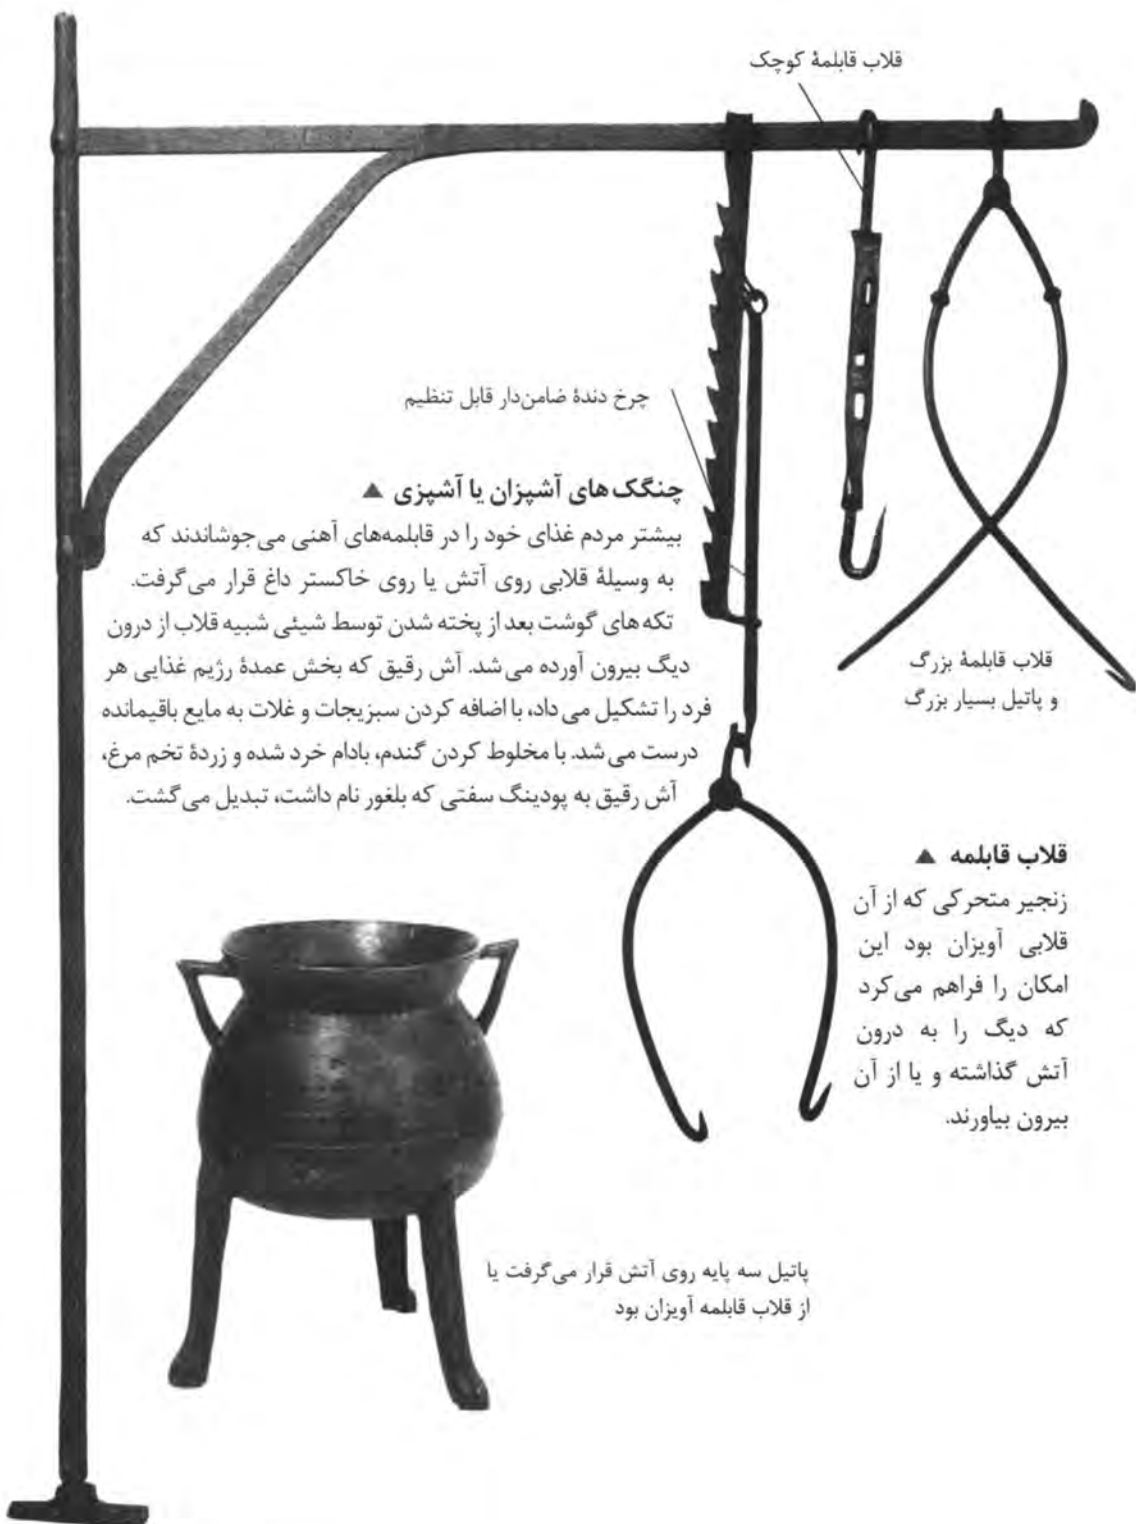 قلاب قابلمهٔ کوچک
چرخ دندهٔ ضامن‌دار قابل تنظیم
چنگک‌های آشپزان یا آشپزی ▲
بیشتر مردم غذای خود را در قابلمه‌های آهنی می‌جوشاندند که
به وسیلهٔ قلابی روی آتش یا روی خاکستر داغ قرار می‌گرفت.
تکه‌های گوشت بعد از پخته شدن توسط شیئی شبیه قلاب از درون
دیگ بیرون آورده می‌شد. آش رقیق که بخش عمدهٔ رژیم غذایی هر
فرد را تشکیل می‌داد، با اضافه کردن سبزیجات و غلات به مایع باقیمانده
درست می‌شد. با مخلوط کردن گندم، بادام خرد شده و زردهٔ تخم مرغ،
آش رقیق به پودینگ سفتی که بلغور نام داشت، تبدیل می‌گشت.
قلاب قابلمهٔ بزرگ
و پاتیل بسیار بزرگ
قلاب قابلمه ▲
زنجیر متحرکی که از آن
قلابی آویزان بود این
امکان را فراهم می‌کرد
که دیگ را به درون
آتش گذاشته و یا از آن
بیرون بیاورند.
پاتیل سه پایه روی آتش قرار می‌گرفت یا
از قلاب قابلمه آویزان بود